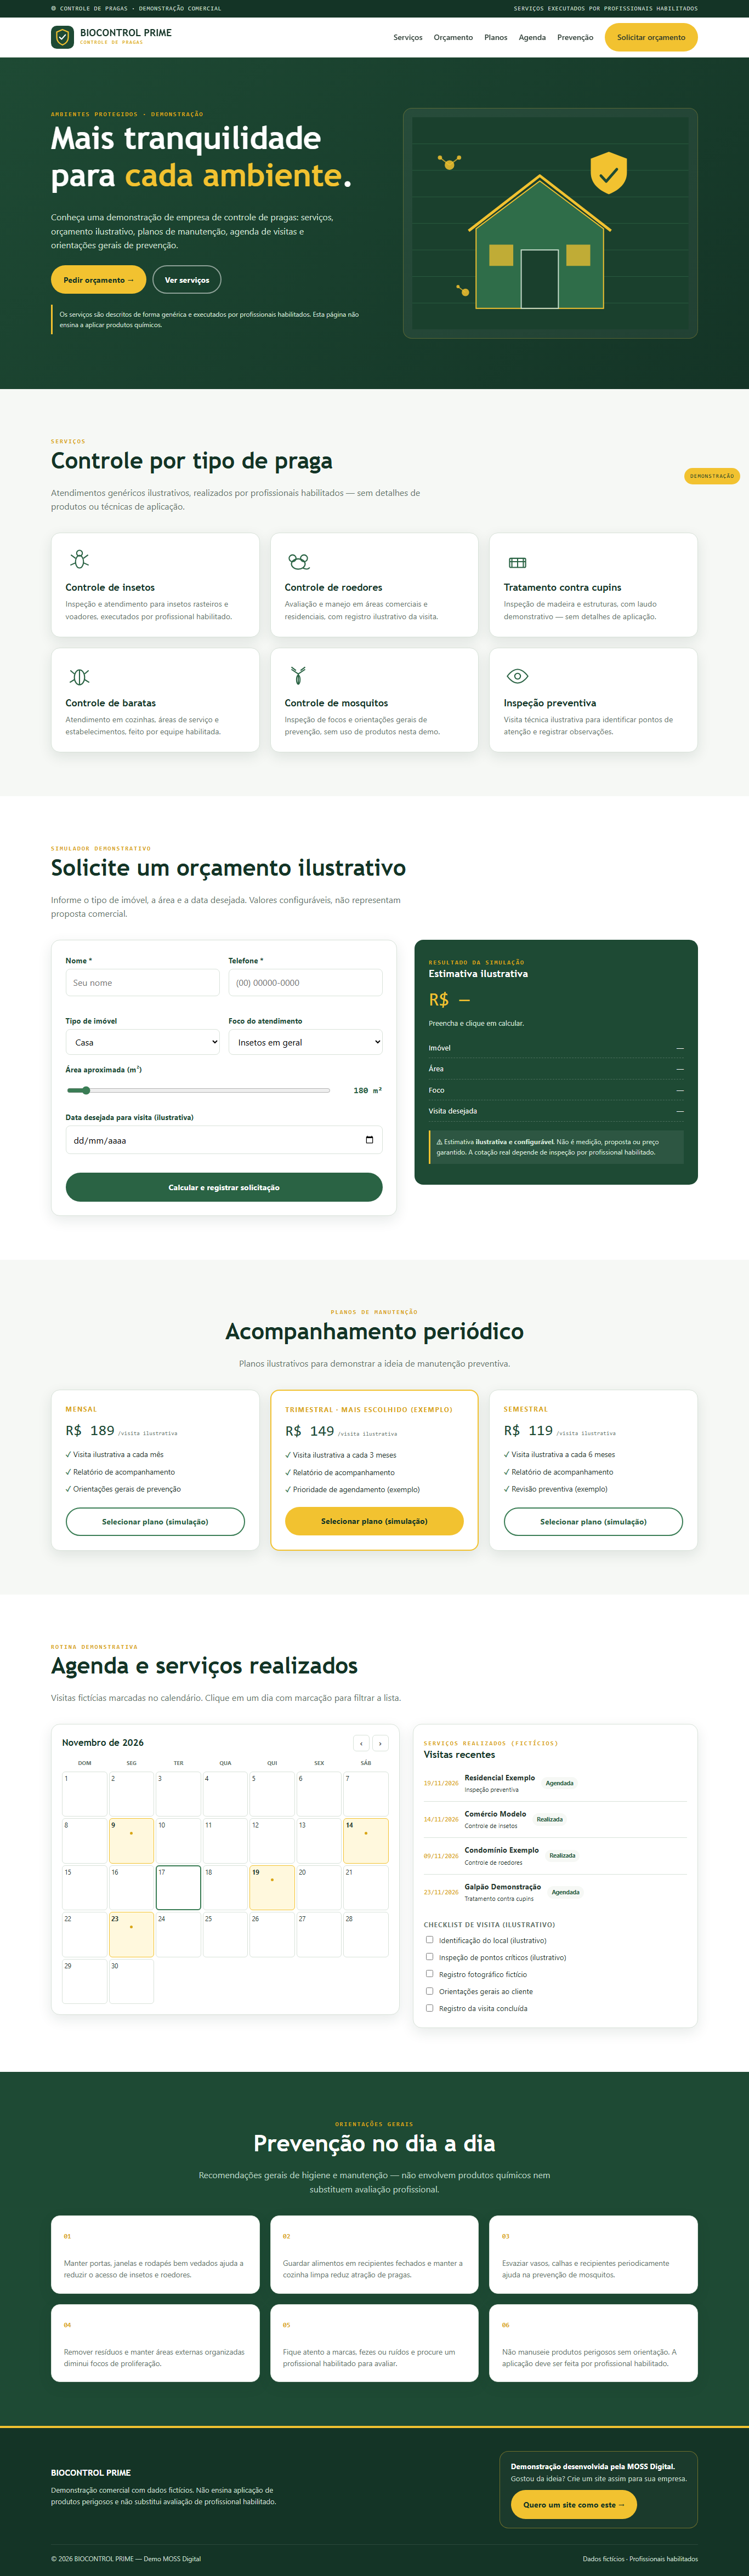 CONTROLE DE PRAGAS · DEMONSTRAÇÃO COMERCIAL
SERVIÇOS EXECUTADOS POR PROFISSIONAIS HABILITADOS
BIOCONTROL PRIME
CONTROLE DE PRAGAS
Serviços
Orçamento
Planos
Agenda
Prevenção
Solicitar orçamento
AMBIENTES PROTEGIDOS · DEMONSTRAÇÃO
Mais tranquilidade
para cada ambiente.
Conheça uma demonstração de empresa de controle de pragas: serviços,
orçamento ilustrativo, planos de manutenção, agenda de visitas e
orientações gerais de prevenção.
Pedir orçamento →
Ver serviços
Os serviços são descritos de forma genérica e executados por profissionais habilitados. Esta página não
ensina a aplicar produtos químicos.
SERVIÇOS
Controle por tipo de praga
DEMONSTRAÇÃO
Atendimentos genéricos ilustrativos, realizados por profissionais habilitados — sem detalhes de
produtos ou técnicas de aplicação.
Controle de insetos
Inspeção e atendimento para insetos rasteiros e
voadores, executados por profissional habilitado.
Controle de roedores
Avaliação e manejo em áreas comerciais e
residenciais, com registro ilustrativo da visita.
Tratamento contra cupins
Inspeção de madeira e estruturas, com laudo
demonstrativo — sem detalhes de aplicação.
Controle de baratas
Atendimento em cozinhas, áreas de serviço e
estabelecimentos, feito por equipe habilitada.
Controle de mosquitos
Inspeção de focos e orientações gerais de
prevenção, sem uso de produtos nesta demo.
Inspeção preventiva
Visita técnica ilustrativa para identificar pontos de
atenção e registrar observações.
SIMULADOR DEMONSTRATIVO
Solicite um orçamento ilustrativo
Informe o tipo de imóvel, a área e a data desejada. Valores configuráveis, não representam
proposta comercial.
Nome *
Seu nome
Telefone *
(00) 00000-0000
Tipo de imóvel
Casa
Foco do atendimento
Insetos em geral
Área aproximada (m²)
180 m²
Data desejada para visita (ilustrativa)
dd/mm/aaaa
Calcular e registrar solicitação
RESULTADO DA SIMULAÇÃO
Estimativa ilustrativa
R$ —
Preencha e clique em calcular.
Imóvel —
Área —
Foco —
Visita desejada —
⚠ Estimativa ilustrativa e configurável. Não é medição, proposta ou preço
garantido. A cotação real depende de inspeção por profissional habilitado.
PLANOS DE MANUTENÇÃO
Acompanhamento periódico
Planos ilustrativos para demonstrar a ideia de manutenção preventiva.
MENSAL
R$ 189 /visita ilustrativa
✓ Visita ilustrativa a cada mês
✓ Relatório de acompanhamento
✓ Orientações gerais de prevenção
Selecionar plano (simulação)
TRIMESTRAL · MAIS ESCOLHIDO (EXEMPLO)
R$ 149 /visita ilustrativa
✓ Visita ilustrativa a cada 3 meses
✓ Relatório de acompanhamento
✓ Prioridade de agendamento (exemplo)
Selecionar plano (simulação)
SEMESTRAL
R$ 119 /visita ilustrativa
✓ Visita ilustrativa a cada 6 meses
✓ Relatório de acompanhamento
✓ Revisão preventiva (exemplo)
Selecionar plano (simulação)
ROTINA DEMONSTRATIVA
Agenda e serviços realizados
Visitas fictícias marcadas no calendário. Clique em um dia com marcação para filtrar a lista.
Novembro de 2026 ‹ ›
DOM SEG TER QUA QUI SEX SÁB
1 2 3 4 5 6 7
8 9 10 11 12 13 14
15 16 17 18 19 20 21
22 23 24 25 26 27 28
29 30
SERVIÇOS REALIZADOS (FICTÍCIOS)
Visitas recentes
19/11/2026 Residencial Exemplo Agendada
Inspeção preventiva
14/11/2026 Comércio Modelo Realizada
Controle de insetos
09/11/2026 Condomínio Exemplo Realizada
Controle de roedores
23/11/2026 Galpão Demonstração Agendada
Tratamento contra cupins
CHECKLIST DE VISITA (ILUSTRATIVO)
Identificação do local (ilustrativo)
Inspeção de pontos críticos (ilustrativo)
Registro fotográfico fictício
Orientações gerais ao cliente
Registro da visita concluída
ORIENTAÇÕES GERAIS
Prevenção no dia a dia
Recomendações gerais de higiene e manutenção — não envolvem produtos químicos nem
substituem avaliação profissional.
01
Manter portas, janelas e rodapés bem vedados ajuda a
reduzir o acesso de insetos e roedores.
02
Guardar alimentos em recipientes fechados e manter a
cozinha limpa reduz atração de pragas.
03
Esvaziar vasos, calhas e recipientes periodicamente
ajuda na prevenção de mosquitos.
04
Remover resíduos e manter áreas externas organizadas
diminui focos de proliferação.
05
Fique atento a marcas, fezes ou ruídos e procure um
profissional habilitado para avaliar.
06
Não manuseie produtos perigosos sem orientação. A
aplicação deve ser feita por profissional habilitado.
BIOCONTROL PRIME
Demonstração comercial com dados fictícios. Não ensina aplicação de
produtos perigosos e não substitui avaliação de profissional habilitado.
Demonstração desenvolvida pela MOSS Digital.
Gostou da ideia? Crie um site assim para sua empresa.
Quero um site como este →
© 2026 BIOCONTROL PRIME — Demo MOSS Digital
Dados fictícios · Profissionais habilitados